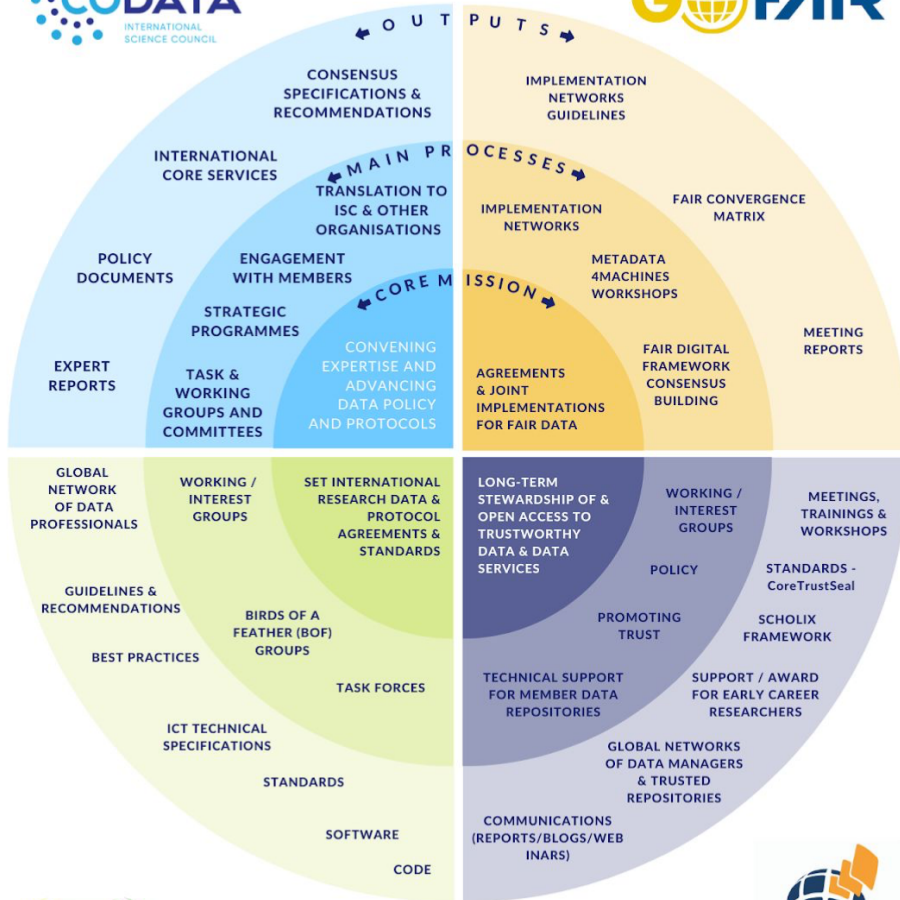 CODATA
INTERNATIONAL
SCIENCE COUNCIL
GO FAIR
OUTPUTS
CONSENSUS
SPECIFICATIONS &
RECOMMENDATIONS
INTERNATIONAL
CORE SERVICES
POLICY
DOCUMENTS
EXPERT
REPORTS
IMPLEMENTATION
NETWORKS
GUIDELINES
FAIR CONVERGENCE
MATRIX
MEETING
REPORTS
MAIN PROCESSES
TRANSLATION TO
ISC & OTHER
ORGANISATIONS
ENGAGEMENT
WITH MEMBERS
STRATEGIC
PROGRAMMES
TASK &
WORKING
GROUPS AND
COMMITTEES
IMPLEMENTATION
NETWORKS
METADATA
4MACHINES
WORKSHOPS
FAIR DIGITAL
FRAMEWORK
CONSENSUS
BUILDING
CORE MISSION
CONVENING
EXPERTISE AND
ADVANCING
DATA POLICY
AND PROTOCOLS
AGREEMENTS
& JOINT
IMPLEMENTATIONS
FOR FAIR DATA
GLOBAL
NETWORK
OF DATA
PROFESSIONALS
GUIDELINES &
RECOMMENDATIONS
BEST PRACTICES
ICT TECHNICAL
SPECIFICATIONS
STANDARDS
SOFTWARE
CODE
WORKING /
INTEREST
GROUPS
BIRDS OF A
FEATHER (BOF)
GROUPS
TASK FORCES
SET INTERNATIONAL
RESEARCH DATA &
PROTOCOL
AGREEMENTS &
STANDARDS
LONG-TERM
STEWARDSHIP OF &
OPEN ACCESS TO
TRUSTWORTHY
DATA & DATA
SERVICES
WORKING /
INTEREST
GROUPS
POLICY
PROMOTING
TRUST
TECHNICAL SUPPORT
FOR MEMBER DATA
REPOSITORIES
MEETINGS,
TRAININGS &
WORKSHOPS
STANDARDS -
CoreTrustSeal
SCHOLIX
FRAMEWORK
SUPPORT / AWARD
FOR EARLY CAREER
RESEARCHERS
GLOBAL NETWORKS
OF DATA MANAGERS
& TRUSTED
REPOSITORIES
COMMUNICATIONS
(REPORTS/BLOGS/WEB
INARS)